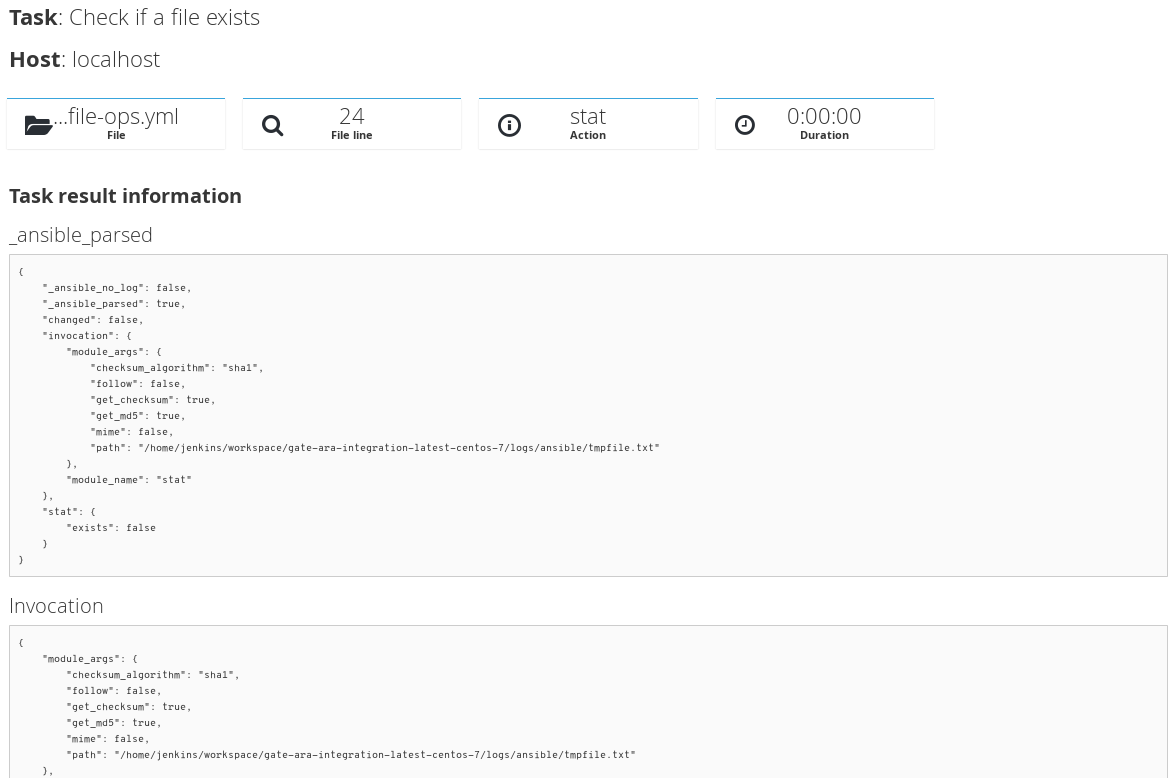 Task: Check if a file exists
Host: localhost
...file-ops.yml
File
24
File line
stat
Action
0:00:00
Duration
Task result information
_ansible_parsed
{
    "_ansible_no_log": false,
    "_ansible_parsed": true,
    "changed": false,
    "invocation": {
        "module_args": {
            "checksum_algorithm": "sha1",
            "follow": false,
            "get_checksum": true,
            "get_md5": true,
            "mime": false,
            "path": "/home/jenkins/workspace/gate-ara-integration-latest-centos-7/logs/ansible/tmpfile.txt"
        },
        "module_name": "stat"
    },
    "stat": {
        "exists": false
    }
}
Invocation
{
    "module_args": {
        "checksum_algorithm": "sha1",
        "follow": false,
        "get_checksum": true,
        "get_md5": true,
        "mime": false,
        "path": "/home/jenkins/workspace/gate-ara-integration-latest-centos-7/logs/ansible/tmpfile.txt"
    },